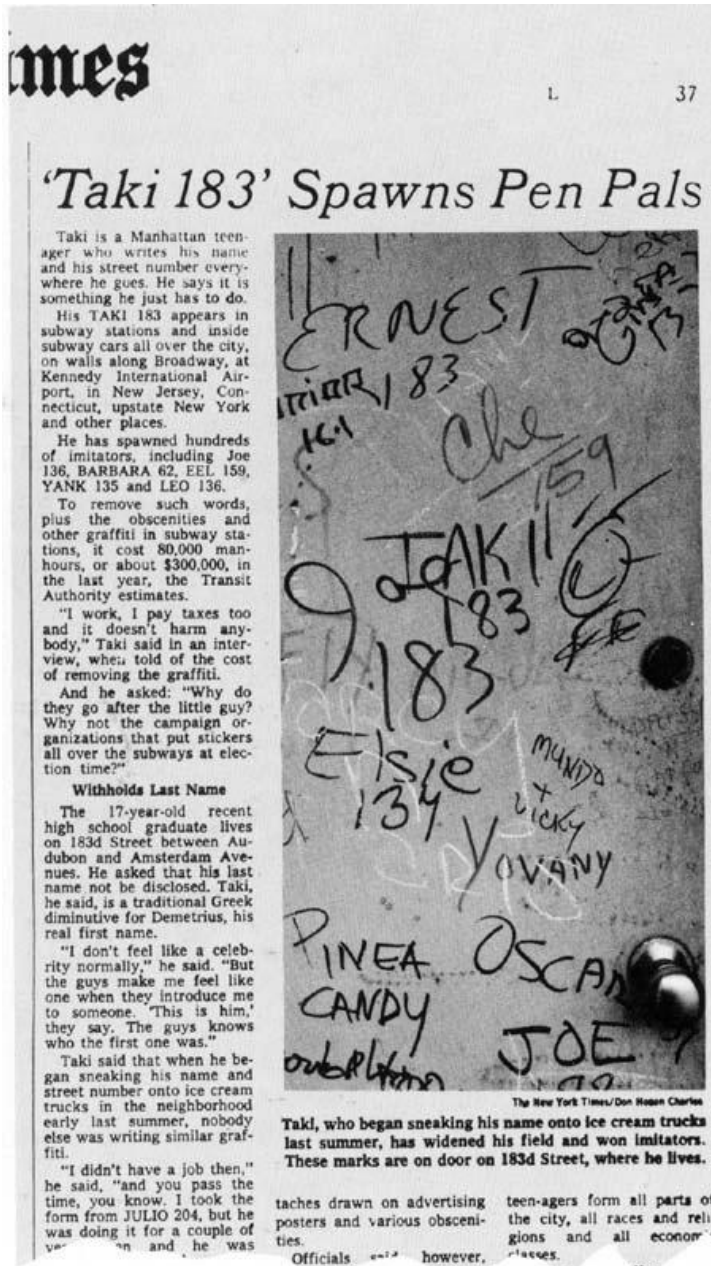 imes
L 37
'Taki 183' Spawns Pen Pals
Taki is a Manhattan teen-
ager who writes his name
and his street number every-
where he goes. He says it is
something he just has to do.
His TAKI 183 appears in
subway stations and inside
subway cars all over the city,
on walls along Broadway, at
Kennedy International Air-
port, in New Jersey, Con-
necticut, upstate New York
and other places.
He has spawned hundreds
of imitators, including Joe
136, BARBARA 62, EEL 159,
YANK 135 and LEO 136.
To remove such words,
plus the obscenities and
other graffiti in subway sta-
tions, it cost 80,000 man-
hours, or about $300,000, in
the last year, the Transit
Authority estimates.
"I work, I pay taxes too
and it doesn't harm any-
body," Taki said in an inter-
view, when told of the cost
of removing the graffiti.
And he asked: "Why do
they go after the little guy?
Why not the campaign or-
ganizations that put stickers
all over the subways at elec-
tion time?"
Withholds Last Name
The 17-year-old recent
high school graduate lives
on 183d Street between Au-
dubon and Amsterdam Ave-
nues. He asked that his last
name not be disclosed. Taki,
he said, is a traditional Greek
diminutive for Demetrius, his
real first name.
"I don't feel like a celeb-
rity normally," he said. "But
the guys make me feel like
one when they introduce me
to someone. 'This is him,'
they say. The guys knows
who the first one was."
Taki said that when he be-
gan sneaking his name and
street number onto ice cream
trucks in the neighborhood
early last summer, nobody
else was writing similar graf-
fiti.
"I didn't have a job then,"
he said, "and you pass the
time, you know. I took the
form from JULIO 204, but he
was doing it for a couple of
and he was
ERNEST
183
161
Che
159
TAKI
183
183
Elsie
134
MUNDO
+
VICKY
YOVANY
PINEA
CANDY
OSCAR
JOE
The New York Times/Don Hogan Charles
Taki, who began sneaking his name onto ice cream trucks
last summer, has widened his field and won imitators.
These marks are on door on 183d Street, where he lives.
taches drawn on advertising
posters and various obsceni-
ties.
Officials said however,
teen-agers form all parts of
the city, all races and reli
gions and all econom
classes.